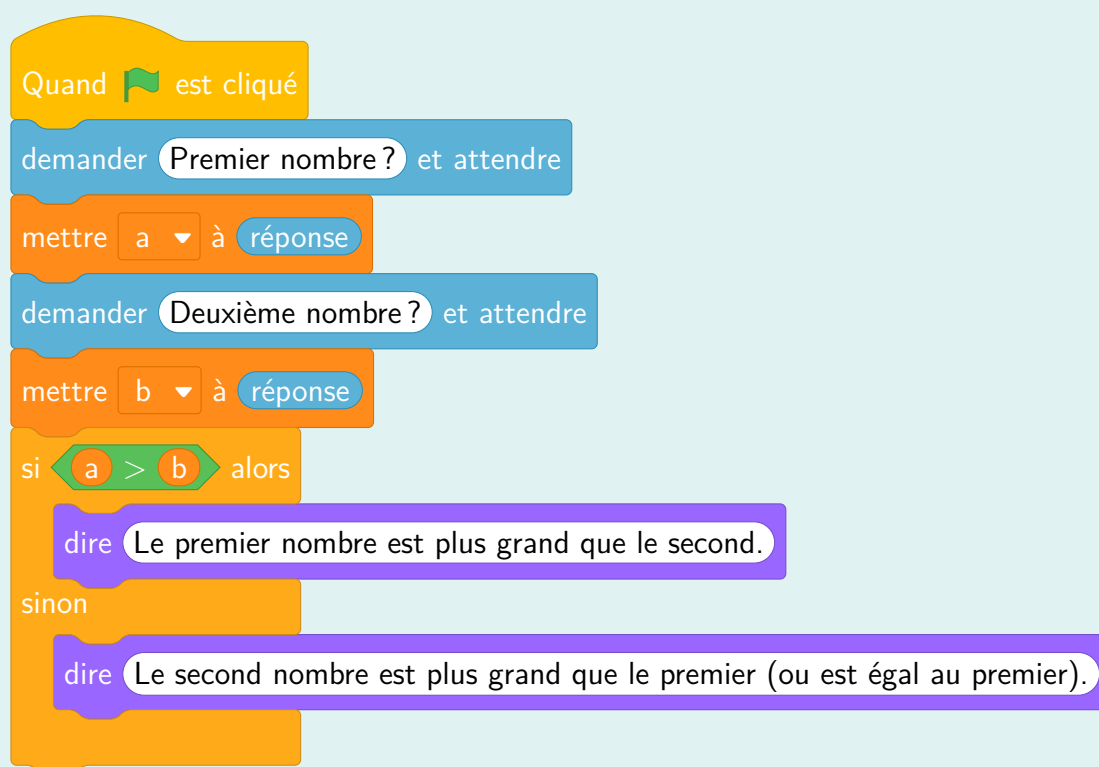 Quand est cliqué
demander Premier nombre ? et attendre
mettre a à réponse
demander Deuxième nombre ? et attendre
mettre b à réponse
si a > b alors
dire Le premier nombre est plus grand que le second.
sinon
dire Le second nombre est plus grand que le premier (ou est égal au premier).